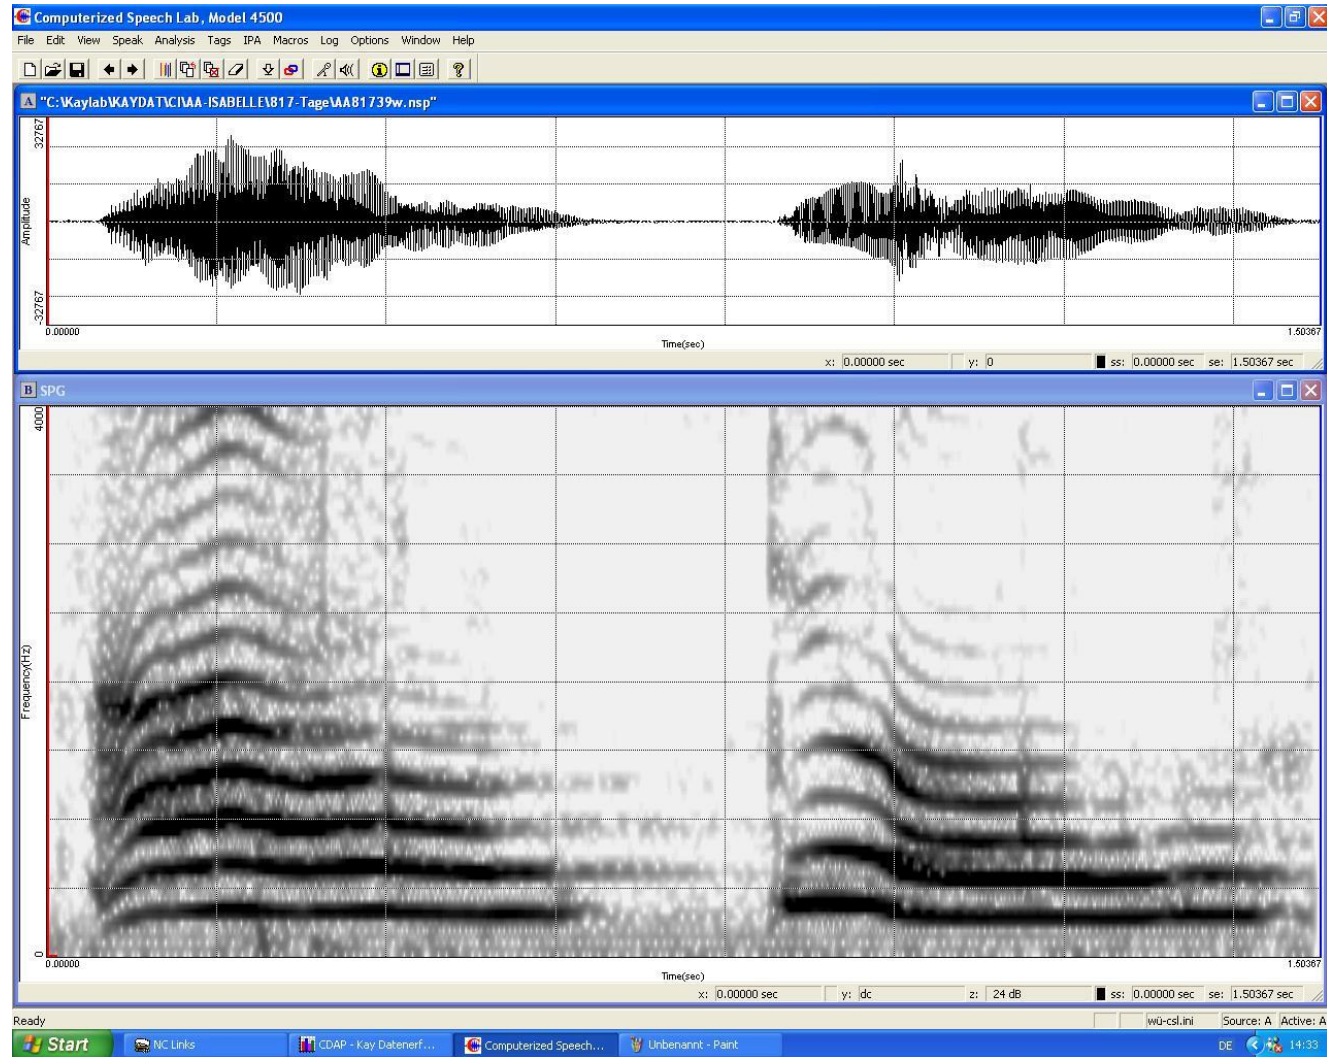 Computerized Speech Lab, Model 4500
File Edit View Speak Analysis Tags IPA Macros Log Options Window Help
A "C:\Kaylab\KAYDAT\CI\AA-ISABELLE\817-Tage\AA81739w.nsp"
32767
Amplitude
-32767
0.00000 1.50367
Time(sec)
x: 0.00000 sec y: 0 ss: 0.00000 sec se: 1.50367 sec
B SPG
4000
Frequency(Hz)
0
0.00000 1.50367
Time(sec)
x: 0.00000 sec y: dc z: 24 dB ss: 0.00000 sec se: 1.50367 sec
Ready wü-csl.ini Source: A Active: A
Start NC Links CDAP - Kay Datenerf... Computerized Speech... Unbenannt - Paint DE 14:33